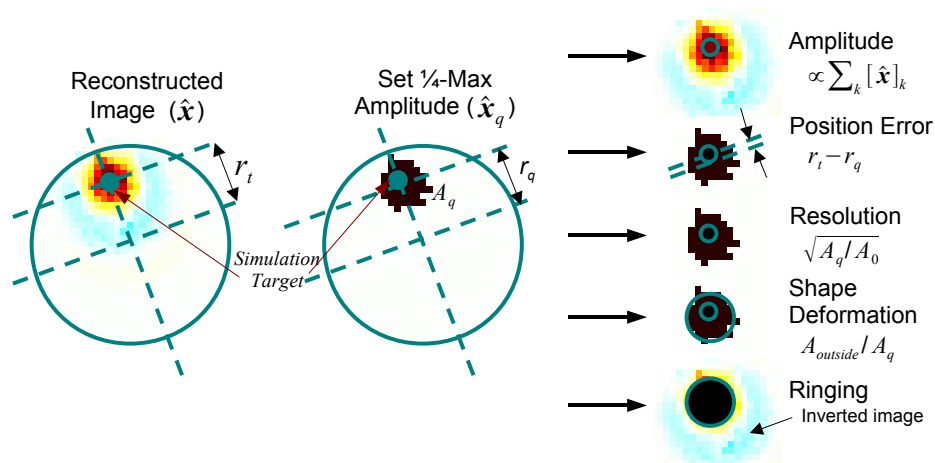 Reconstructed
Image (x̂)
r_t
Set ¼-Max
Amplitude (x̂_q)
r_q
A_q
Simulation
Target
Amplitude
∝∑_k [x̂]_k
Position Error
r_t−r_q
Resolution
√(A_q/A_0)
Shape
Deformation
A_outside/A_q
Ringing
Inverted image